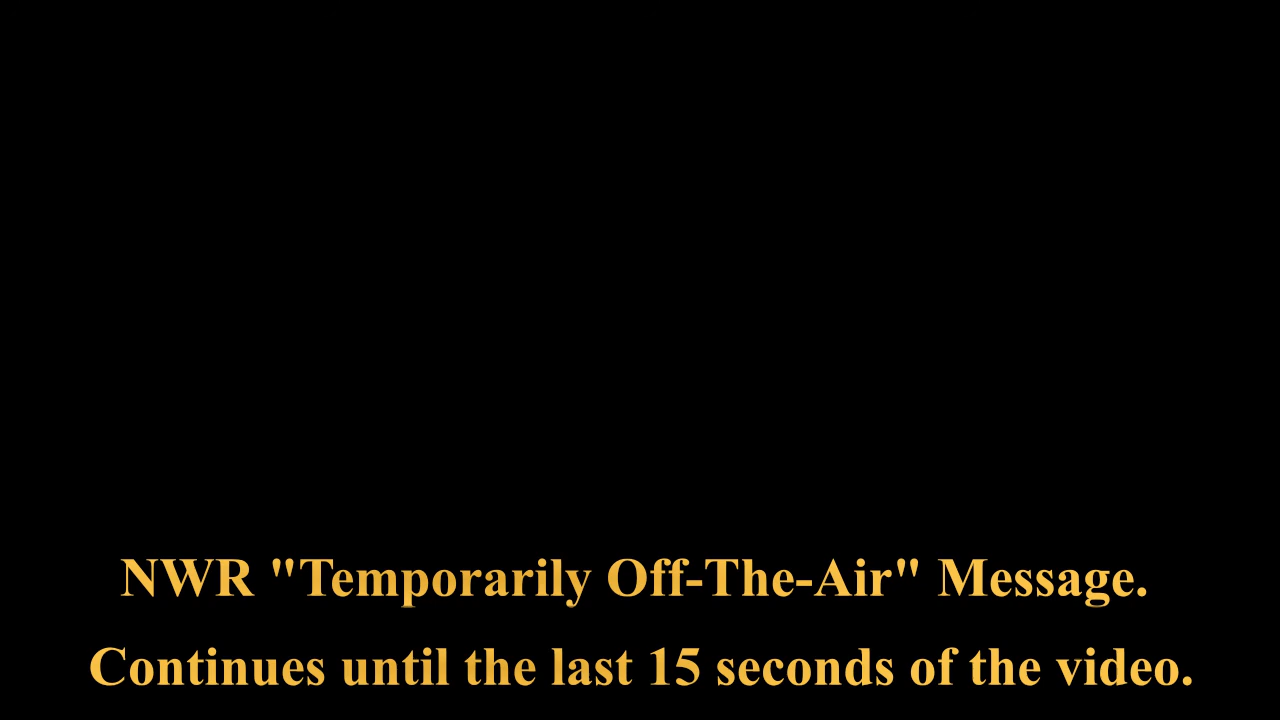 NWR "Temporarily Off-The-Air" Message.
Continues until the last 15 seconds of the video.